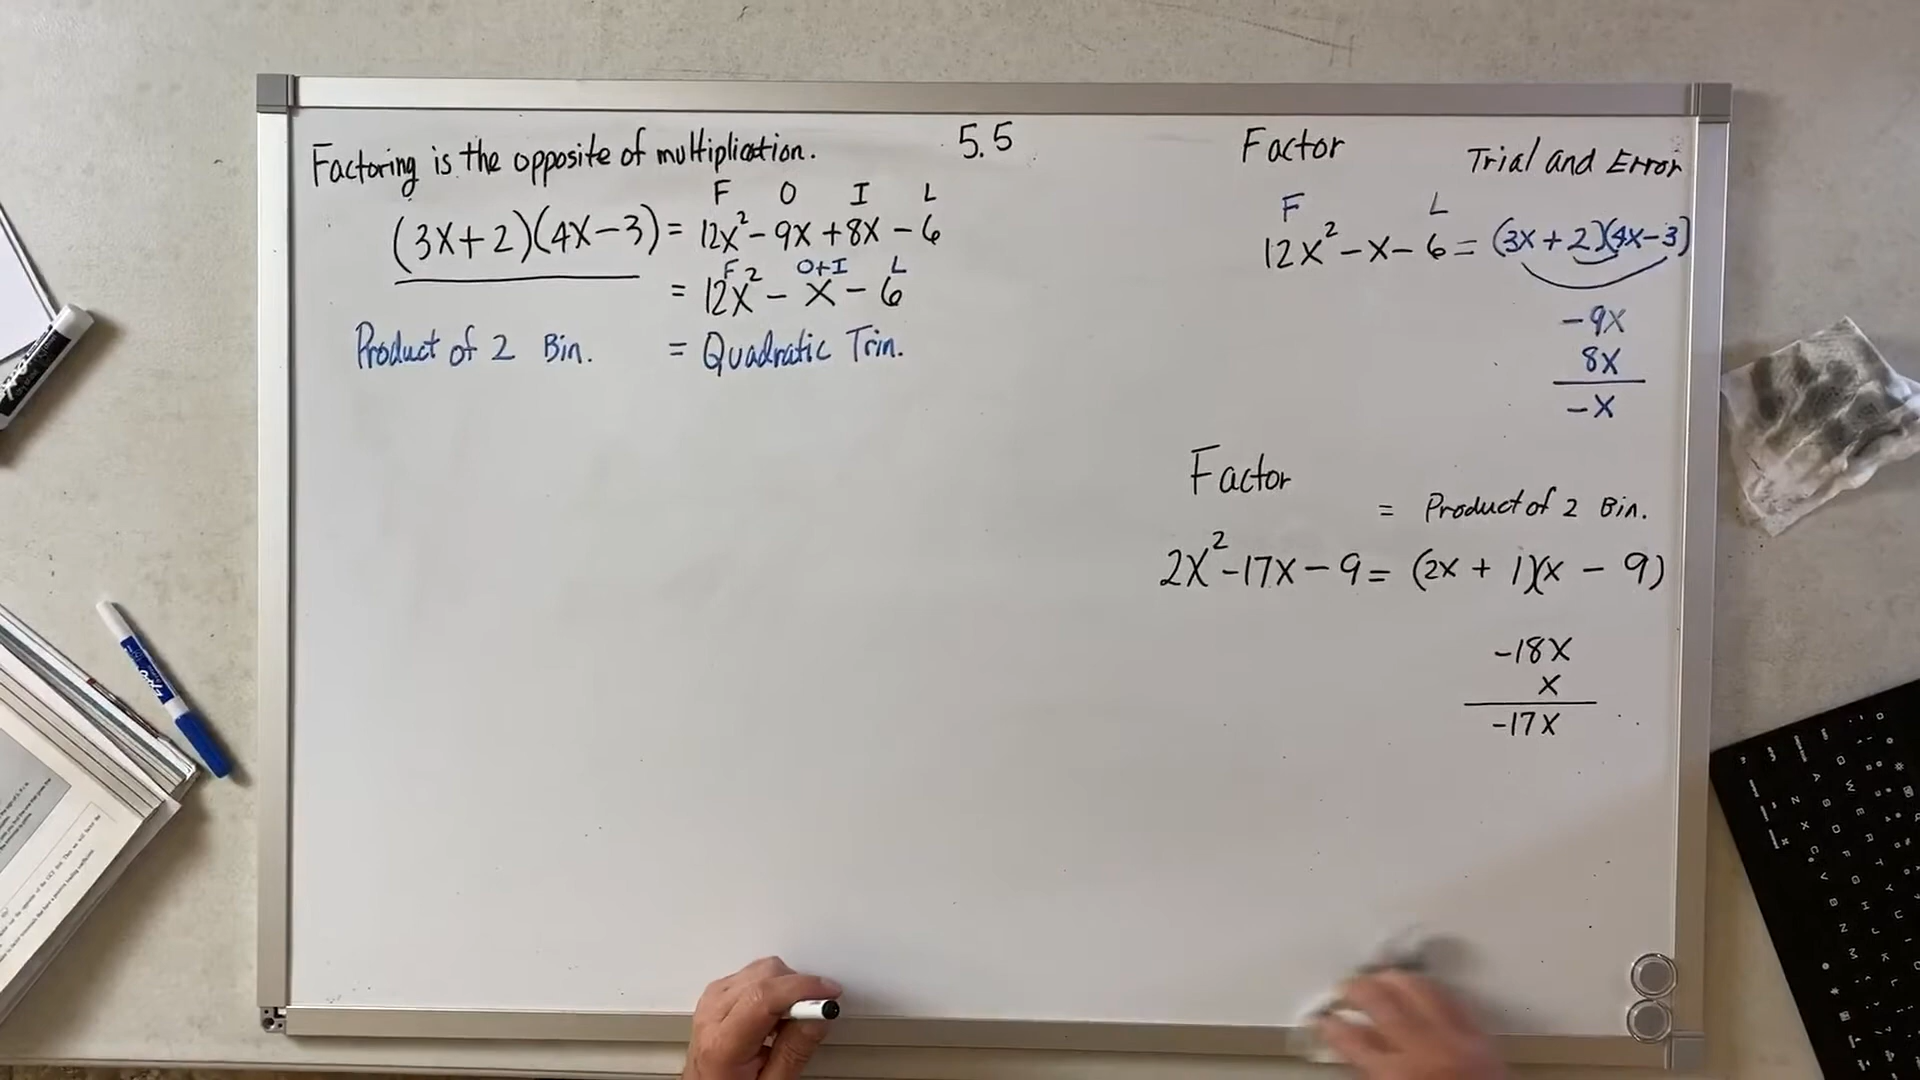 Factoring is the opposite of multiplication.
5.5
F O I L
(3x+2)(4x-3) = 12x² - 9x + 8x - 6
F O+I L
= 12x² - x - 6
Product of 2 Bin. = Quadratic Trin.
Factor
Trial and Error
F L
12x² - x - 6 = (3x + 2)(4x - 3)
-9x
8x
-x
Factor
= Product of 2 Bin.
2x² - 17x - 9 = (2x + 1)(x - 9)
-18x
x
-17x
EXPO